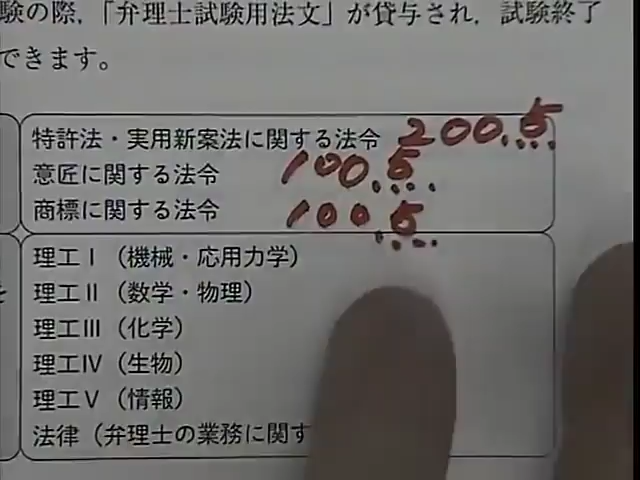 験の際，「弁理士試験用法文」が貸与され，試験終了
できます。
特許法・実用新案法に関する法令 200.5
意匠に関する法令 100.5
商標に関する法令 100.5
理工Ⅰ（機械・応用力学）
理工Ⅱ（数学・物理）
理工Ⅲ（化学）
理工Ⅳ（生物）
理工Ⅴ（情報）
法律（弁理士の業務に関す